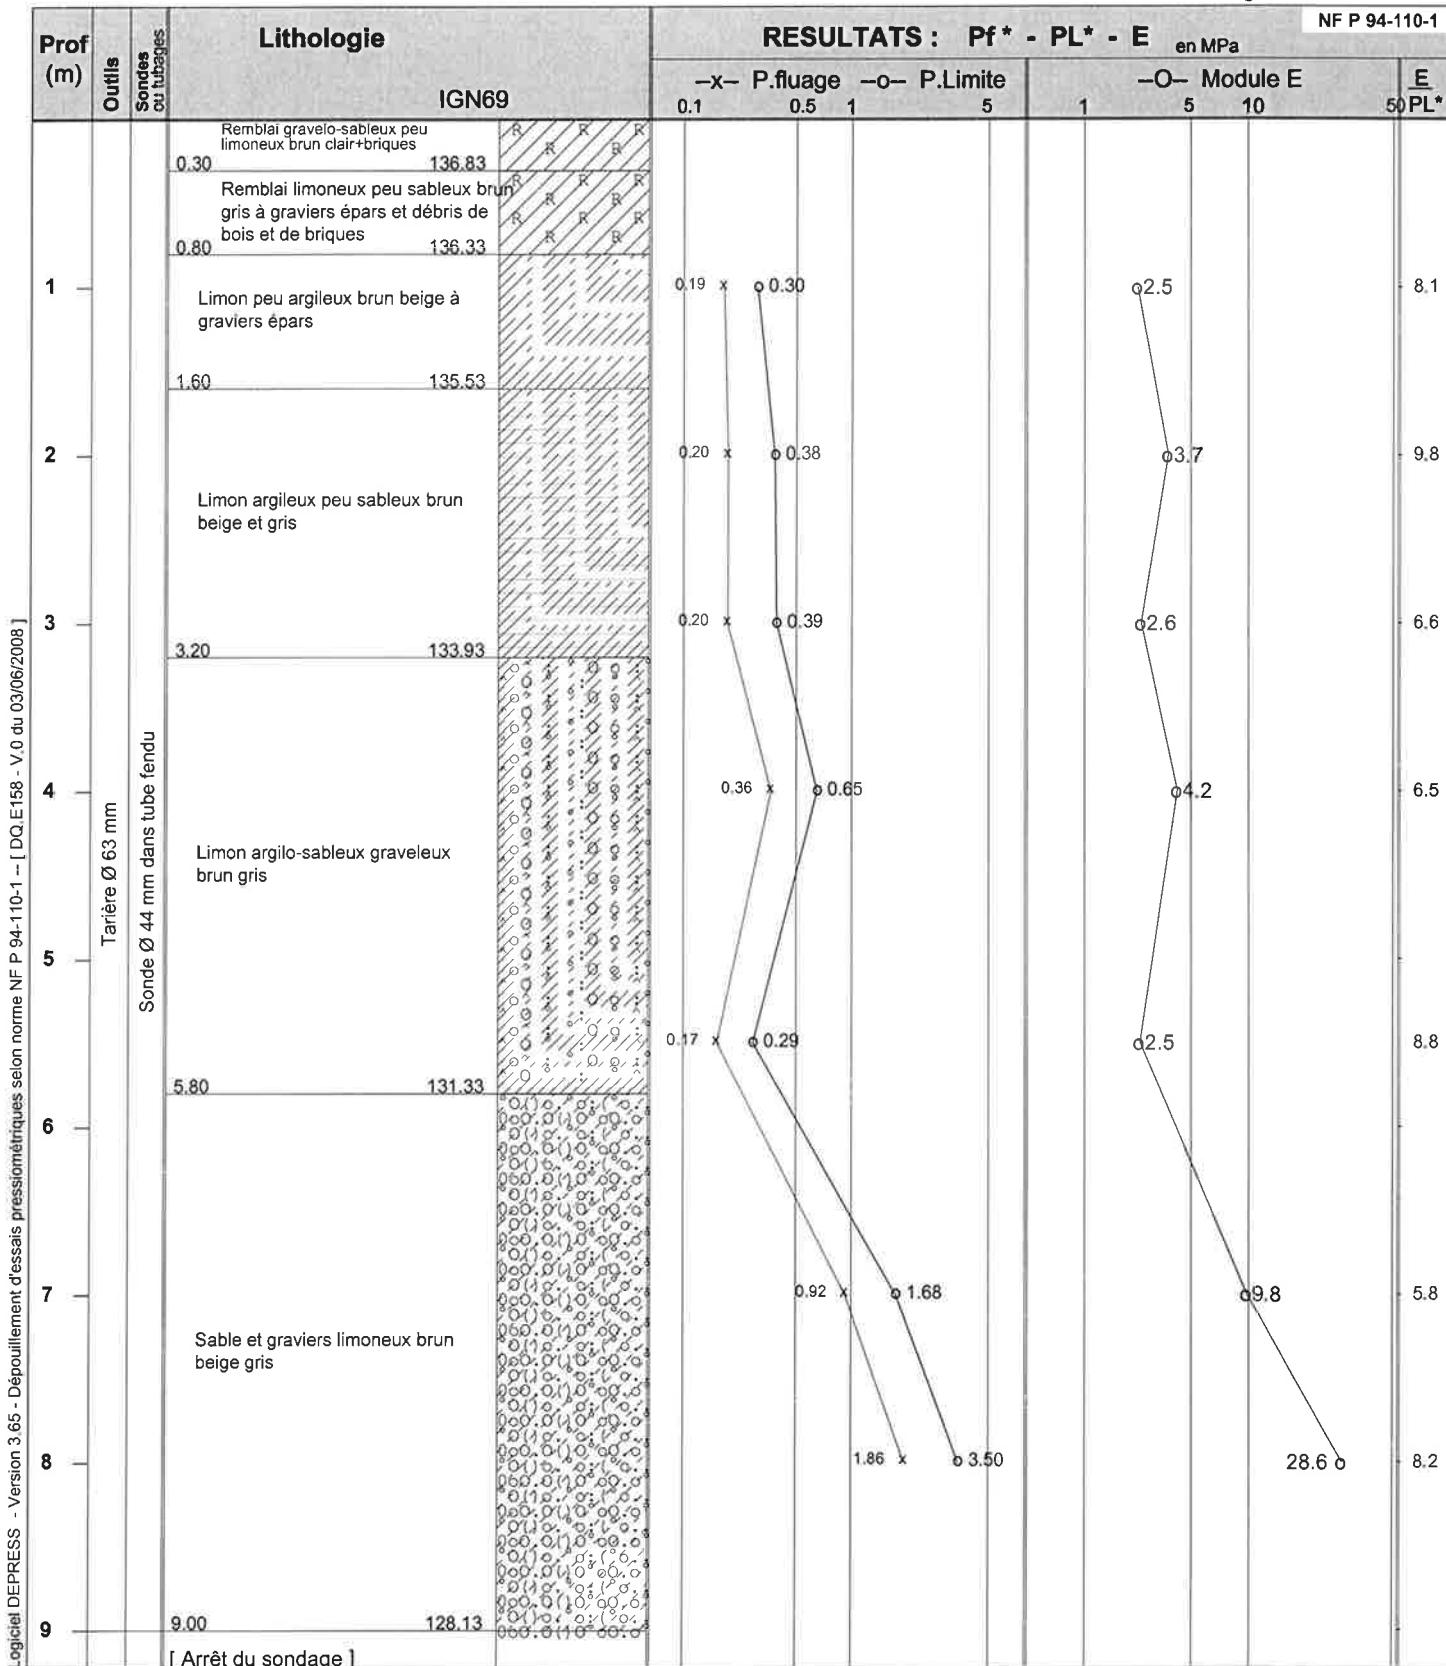 NF P 94-110-1
Prof
(m)
Outils
Sondes
ou tubages
Lithologie
IGN69
RESULTATS : Pf* - PL* - E en MPa
–x– P.fluage –o– P.Limite
0.1 0.5 1 5
–O– Module E
1 5 10 50
E
PL*
Remblai gravelo-sableux peu
limoneux brun clair+briques
0.30 136.83
Remblai limoneux peu sableux brun
gris à graviers épars et débris de
bois et de briques
0.80 136.33
1
Limon peu argileux brun beige à
graviers épars
0.19 x o 0.30 o 2.5 8.1
1.60 135.53
2
0.20 x o 0.38 o 3.7 9.8
Limon argileux peu sableux brun
beige et gris
3
0.20 x o 0.39 o 2.6 6.6
3.20 133.93
4
0.36 x o 0.65 o 4.2 6.5
Limon argilo-sableux graveleux
brun gris
5
0.17 x o 0.29 o 2.5 8.8
5.80 131.33
6
7
0.92 x o 1.68 o 9.8 5.8
Sable et graviers limoneux brun
beige gris
8
1.86 x o 3.50 28.6 o 8.2
9
9.00 128.13
[ Arrêt du sondage ]
Tarière Ø 63 mm
Sonde Ø 44 mm dans tube fendu
Logiciel DEPRESS - Version 3.65 - Dépouillement d'essais pressiométriques selon norme NF P 94-110-1 -- [ DQ.E158 - V.0 du 03/06/2008 ]